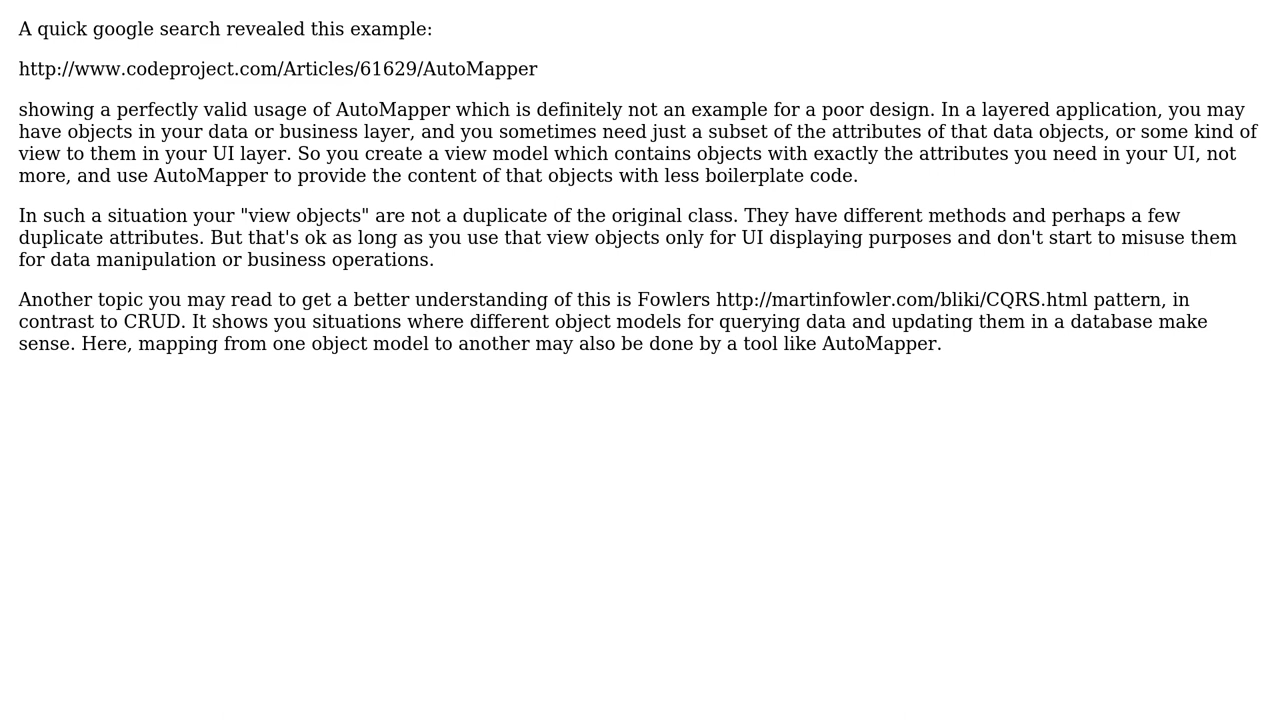 A quick google search revealed this example:
http://www.codeproject.com/Articles/61629/AutoMapper
showing a perfectly valid usage of AutoMapper which is definitely not an example for a poor design. In a layered application, you may
have objects in your data or business layer, and you sometimes need just a subset of the attributes of that data objects, or some kind of
view to them in your UI layer. So you create a view model which contains objects with exactly the attributes you need in your UI, not
more, and use AutoMapper to provide the content of that objects with less boilerplate code.
In such a situation your "view objects" are not a duplicate of the original class. They have different methods and perhaps a few
duplicate attributes. But that's ok as long as you use that view objects only for UI displaying purposes and don't start to misuse them
for data manipulation or business operations.
Another topic you may read to get a better understanding of this is Fowlers http://martinfowler.com/bliki/CQRS.html pattern, in
contrast to CRUD. It shows you situations where different object models for querying data and updating them in a database make
sense. Here, mapping from one object model to another may also be done by a tool like AutoMapper.